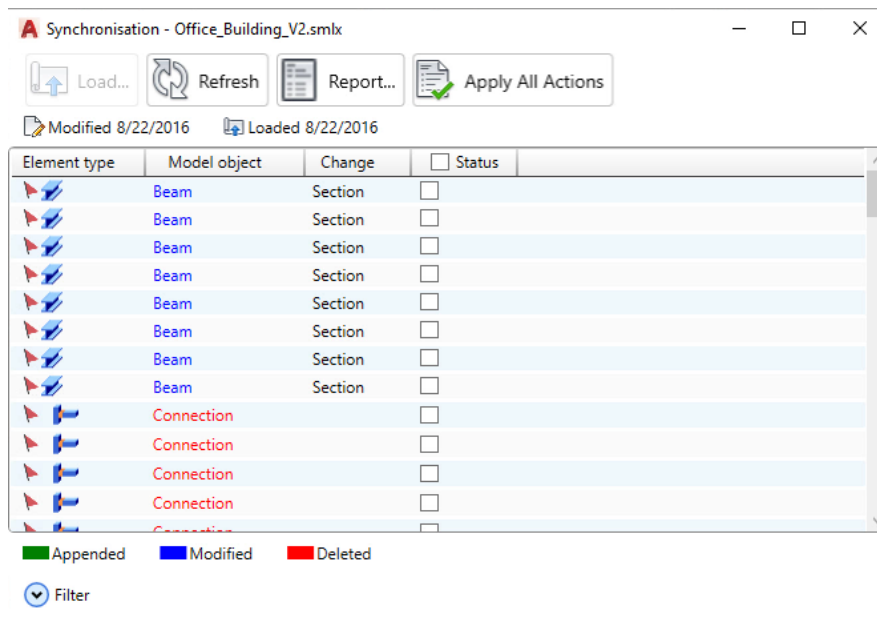 Synchronisation - Office_Building_V2.smlx
Load... Refresh Report... Apply All Actions
Modified 8/22/2016 Loaded 8/22/2016
Element type Model object Change Status
Beam Section
Beam Section
Beam Section
Beam Section
Beam Section
Beam Section
Beam Section
Beam Section
Connection
Connection
Connection
Connection
Connection
Appended Modified Deleted
Filter